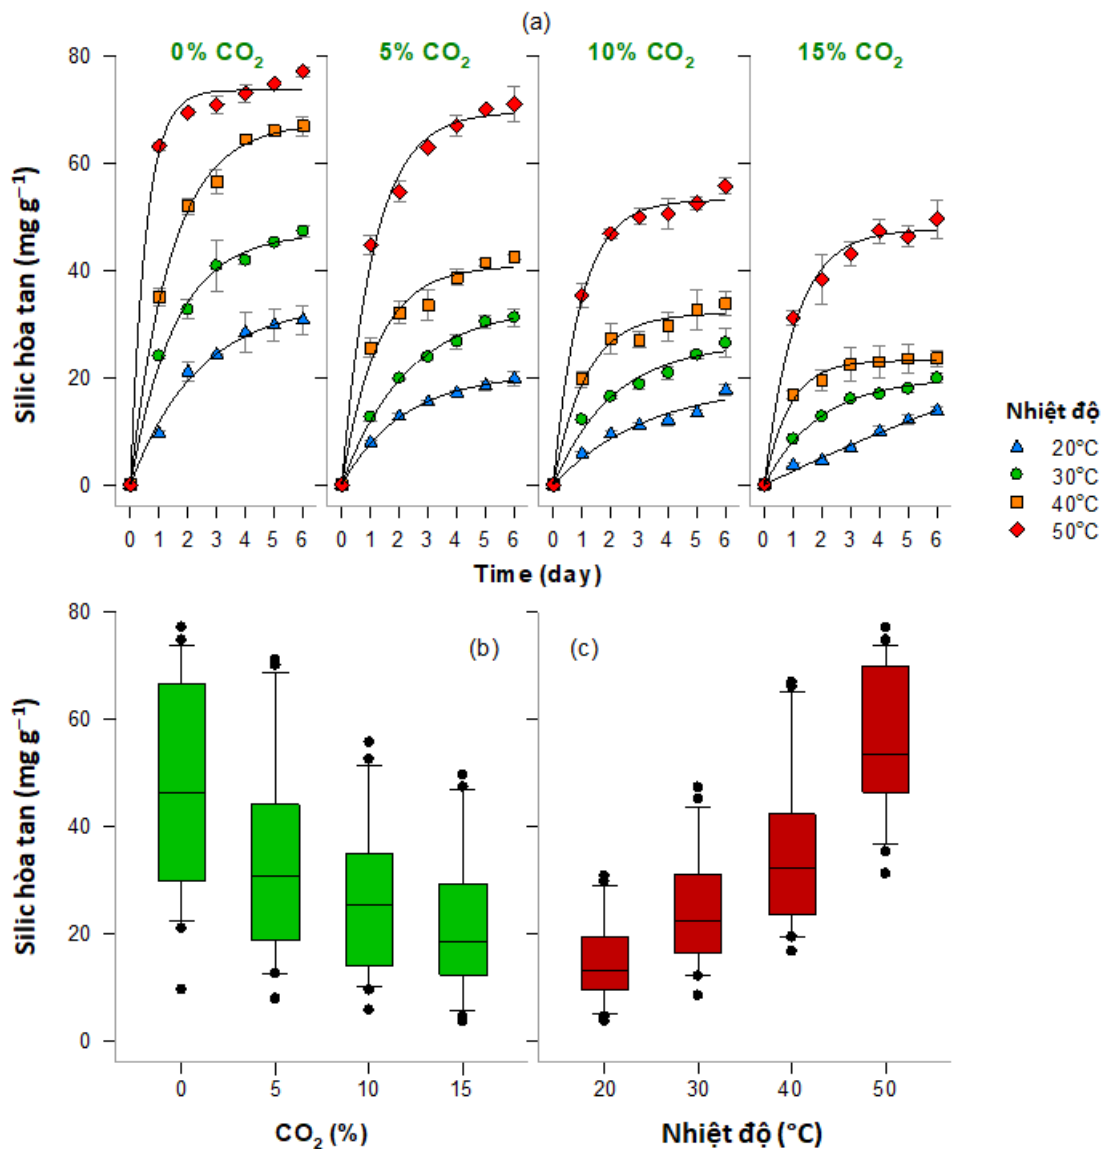 (a)
0% CO₂ 5% CO₂ 10% CO₂ 15% CO₂
80
60
40
20
0
Silic hòa tan (mg g⁻¹)
0 1 2 3 4 5 6 0 1 2 3 4 5 6 0 1 2 3 4 5 6 0 1 2 3 4 5 6
Time (day)
Nhiệt độ
20°C
30°C
40°C
50°C
(b) (c)
80
60
40
20
0
Silic hòa tan (mg g⁻¹)
0 5 10 15 20 30 40 50
CO₂ (%) Nhiệt độ (°C)